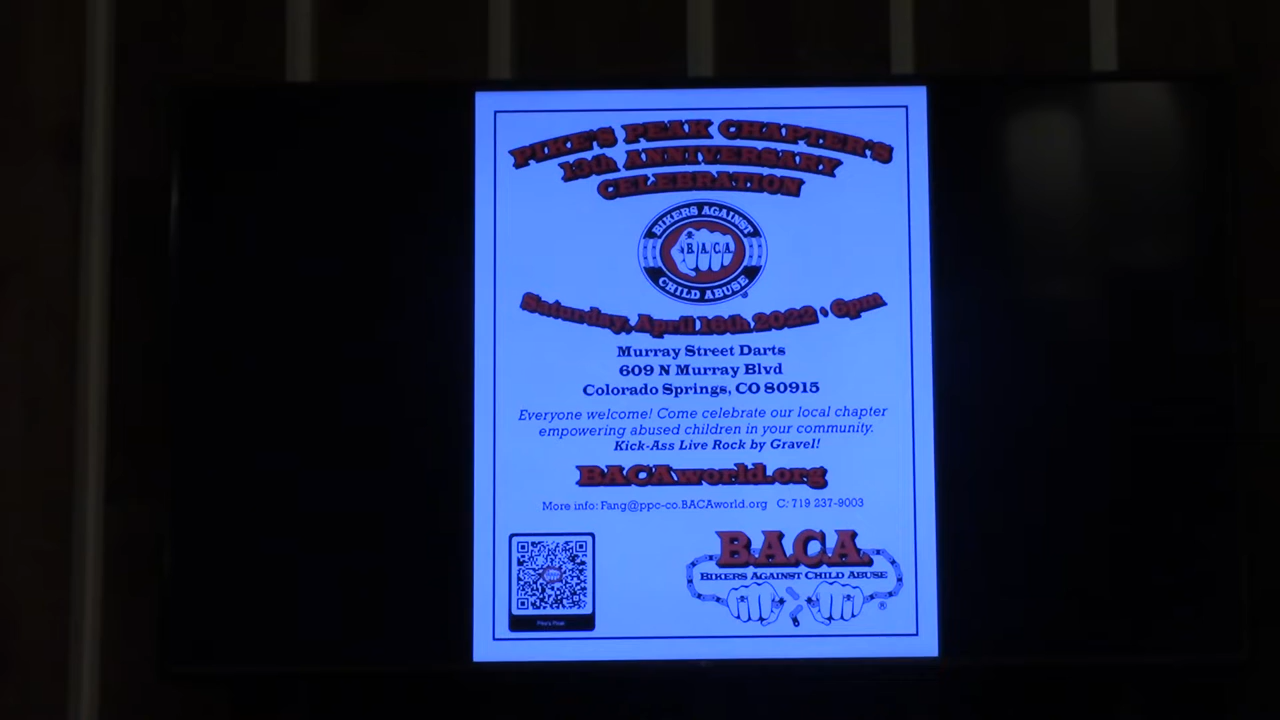 PIKE'S PEAK CHAPTER'S
13th ANNIVERSARY
CELEBRATION
BIKERS AGAINST
B.A.C.A.
CHILD ABUSE
Saturday, April 16th 2022 • 6pm
Murray Street Darts
609 N Murray Blvd
Colorado Springs, CO 80915
Everyone welcome! Come celebrate our local chapter
empowering abused children in your community.
Kick-Ass Live Rock by Gravel!
BACAworld.org
More info: Fang@ppc-co.BACAworld.org C: 719 237-9003
B.A.C.A.
BIKERS AGAINST CHILD ABUSE
®
Pike's Peak